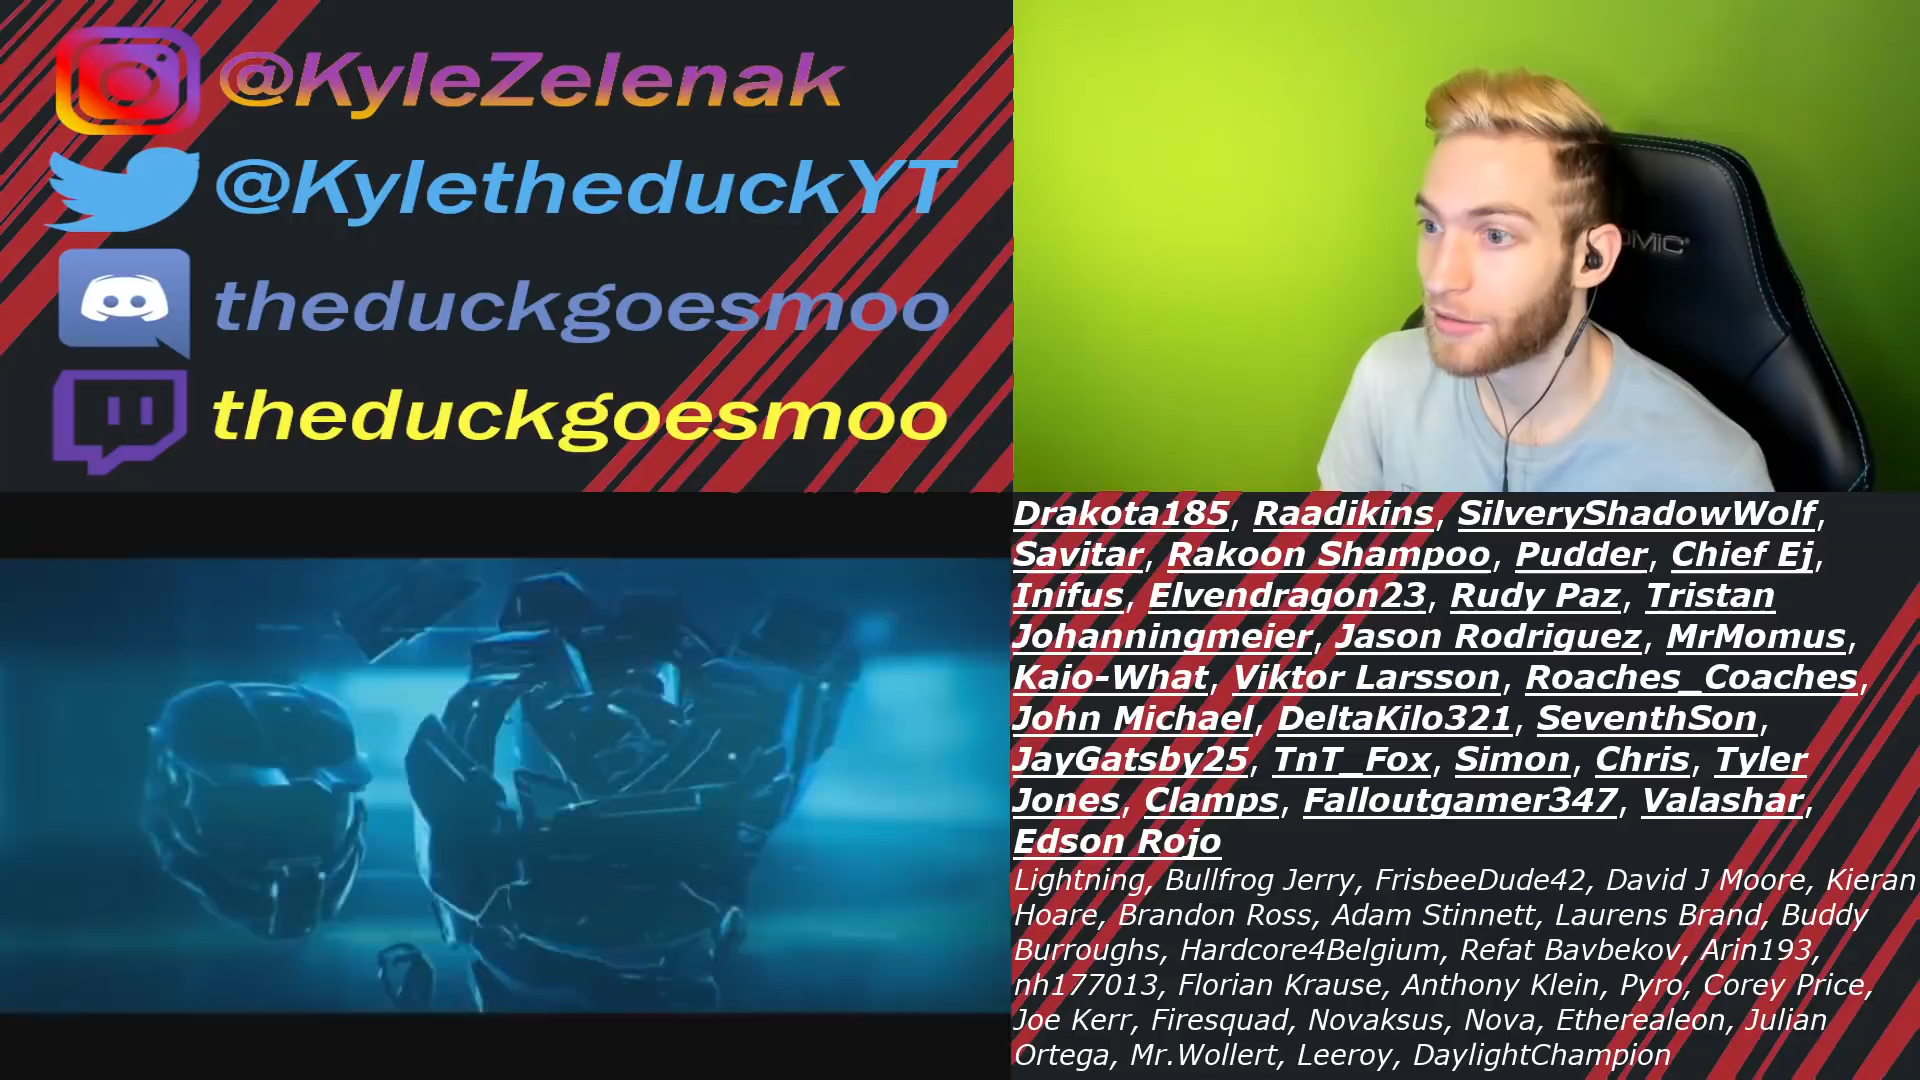 @KyleZelenak
@KyletheduckYT
theduckgoesmoo
theduckgoesmoo
Drakota185, Raadikins, SilveryShadowWolf,
Savitar, Rakoon Shampoo, Pudder, Chief Ej,
Inifus, Elvendragon23, Rudy Paz, Tristan
Johanningmeier, Jason Rodriguez, MrMomus,
Kaio-What, Viktor Larsson, Roaches_Coaches,
John Michael, DeltaKilo321, SeventhSon,
JayGatsby25, TnT_Fox, Simon, Chris, Tyler
Jones, Clamps, Falloutgamer347, Valashar,
Edson Rojo
Lightning, Bullfrog Jerry, FrisbeeDude42, David J Moore, Kieran
Hoare, Brandon Ross, Adam Stinnett, Laurens Brand, Buddy
Burroughs, Hardcore4Belgium, Refat Bavbekov, Arin193,
nh177013, Florian Krause, Anthony Klein, Pyro, Corey Price,
Joe Kerr, Firesquad, Novaksus, Nova, Etherealeon, Julian
Ortega, Mr.Wollert, Leeroy, DaylightChampion